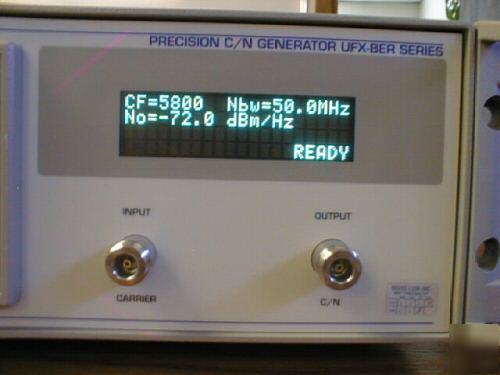 PRECISION C/N GENERATOR UFX-BER SERIES
CF=5800 Nbw=50.0MHz
No=-72.0 dBm/Hz
READY
INPUT
OUTPUT
CARRIER
C/N